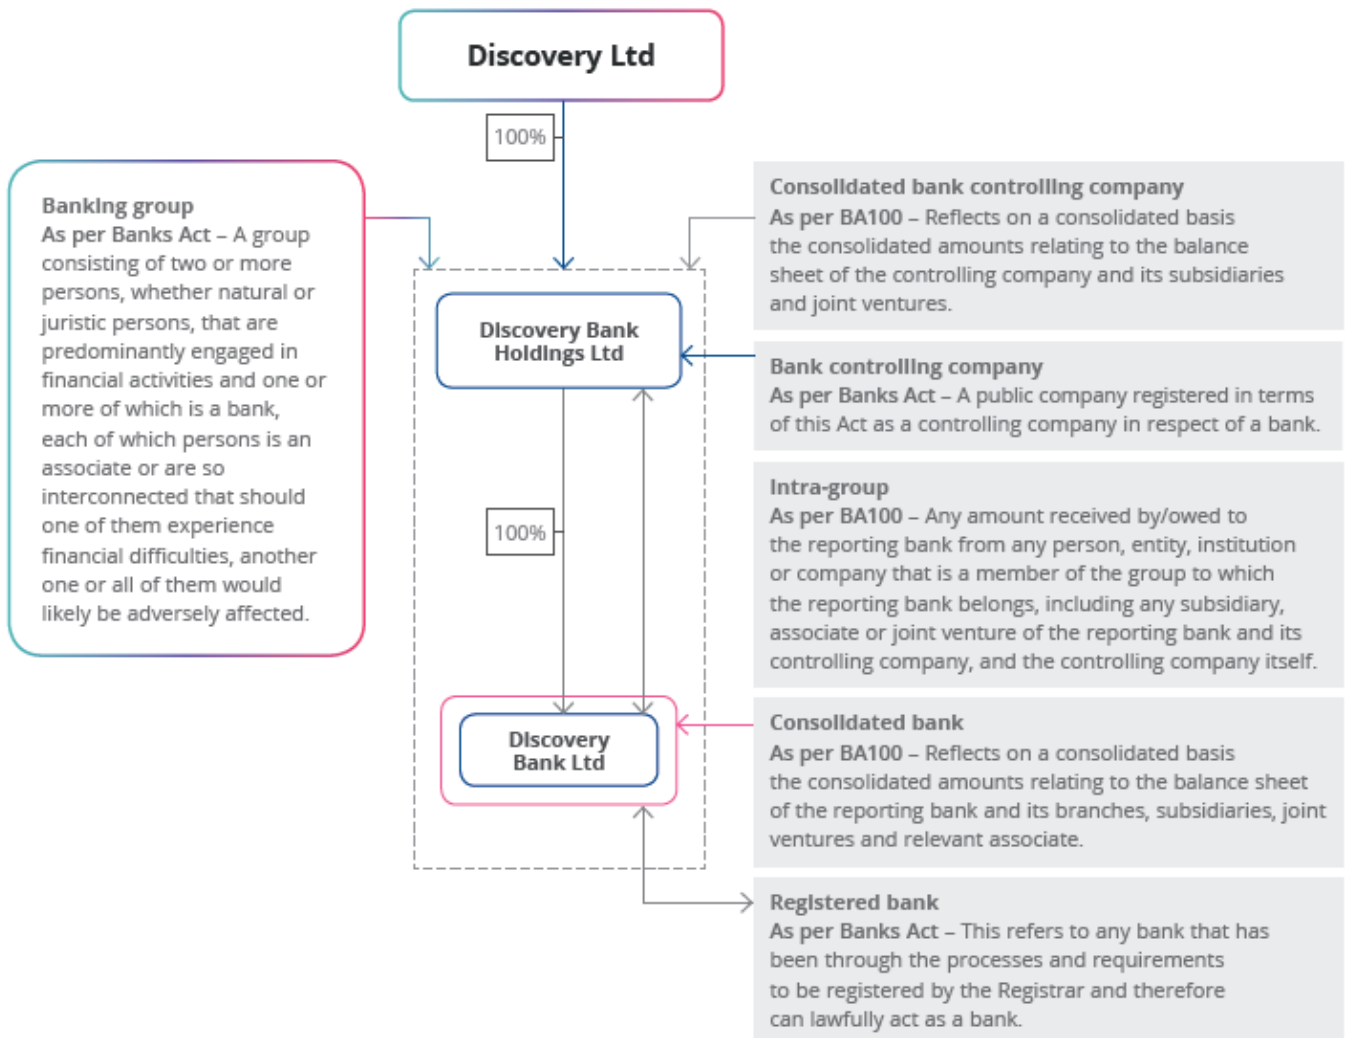 Discovery Ltd
100%
Banking group
As per Banks Act – A group
consisting of two or more
persons, whether natural or
juristic persons, that are
predominantly engaged in
financial activities and one or
more of which is a bank,
each of which persons is an
associate or are so
interconnected that should
one of them experience
financial difficulties, another
one or all of them would
likely be adversely affected.
Discovery Bank
Holdings Ltd
100%
Discovery
Bank Ltd
Consolidated bank controlling company
As per BA100 – Reflects on a consolidated basis
the consolidated amounts relating to the balance
sheet of the controlling company and its subsidiaries
and joint ventures.
Bank controlling company
As per Banks Act – A public company registered in terms
of this Act as a controlling company in respect of a bank.
Intra-group
As per BA100 – Any amount received by/owed to
the reporting bank from any person, entity, institution
or company that is a member of the group to which
the reporting bank belongs, including any subsidiary,
associate or joint venture of the reporting bank and its
controlling company, and the controlling company itself.
Consolidated bank
As per BA100 – Reflects on a consolidated basis
the consolidated amounts relating to the balance sheet
of the reporting bank and its branches, subsidiaries, joint
ventures and relevant associate.
Registered bank
As per Banks Act – This refers to any bank that has
been through the processes and requirements
to be registered by the Registrar and therefore
can lawfully act as a bank.